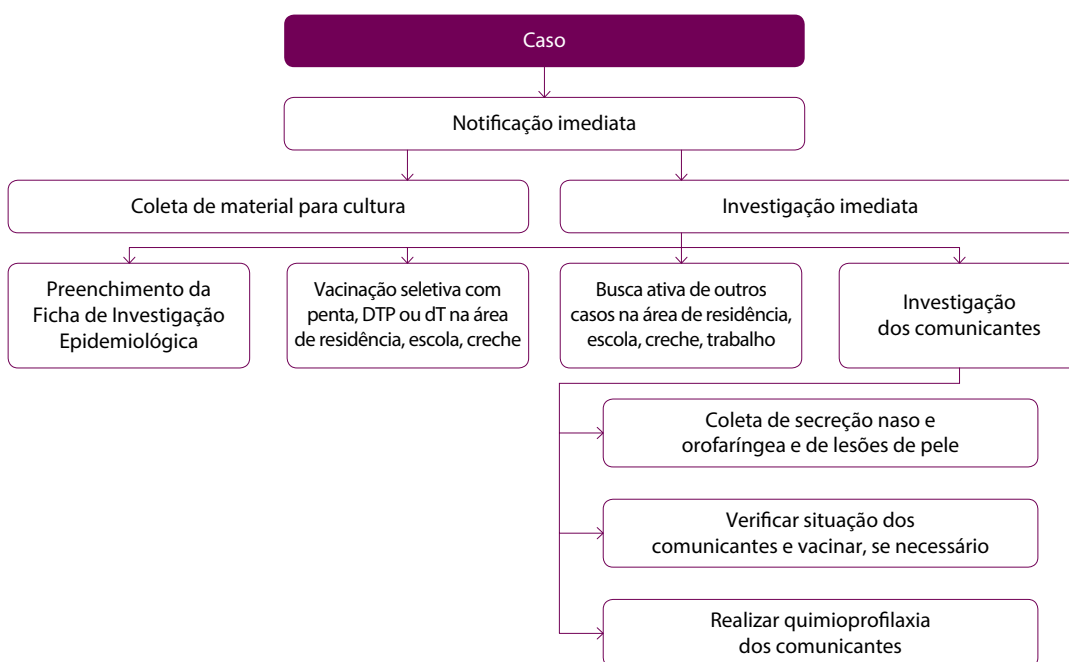 Caso
Notificação imediata
Coleta de material para cultura
Investigação imediata
Preenchimento da
Ficha de Investigação
Epidemiológica
Vacinação seletiva com
penta, DTP ou dT na área
de residência, escola, creche
Busca ativa de outros
casos na área de residência,
escola, creche, trabalho
Investigação
dos comunicantes
Coleta de secreção naso e
orofaríngea e de lesões de pele
Verificar situação dos
comunicantes e vacinar, se necessário
Realizar quimioprofilaxia
dos comunicantes